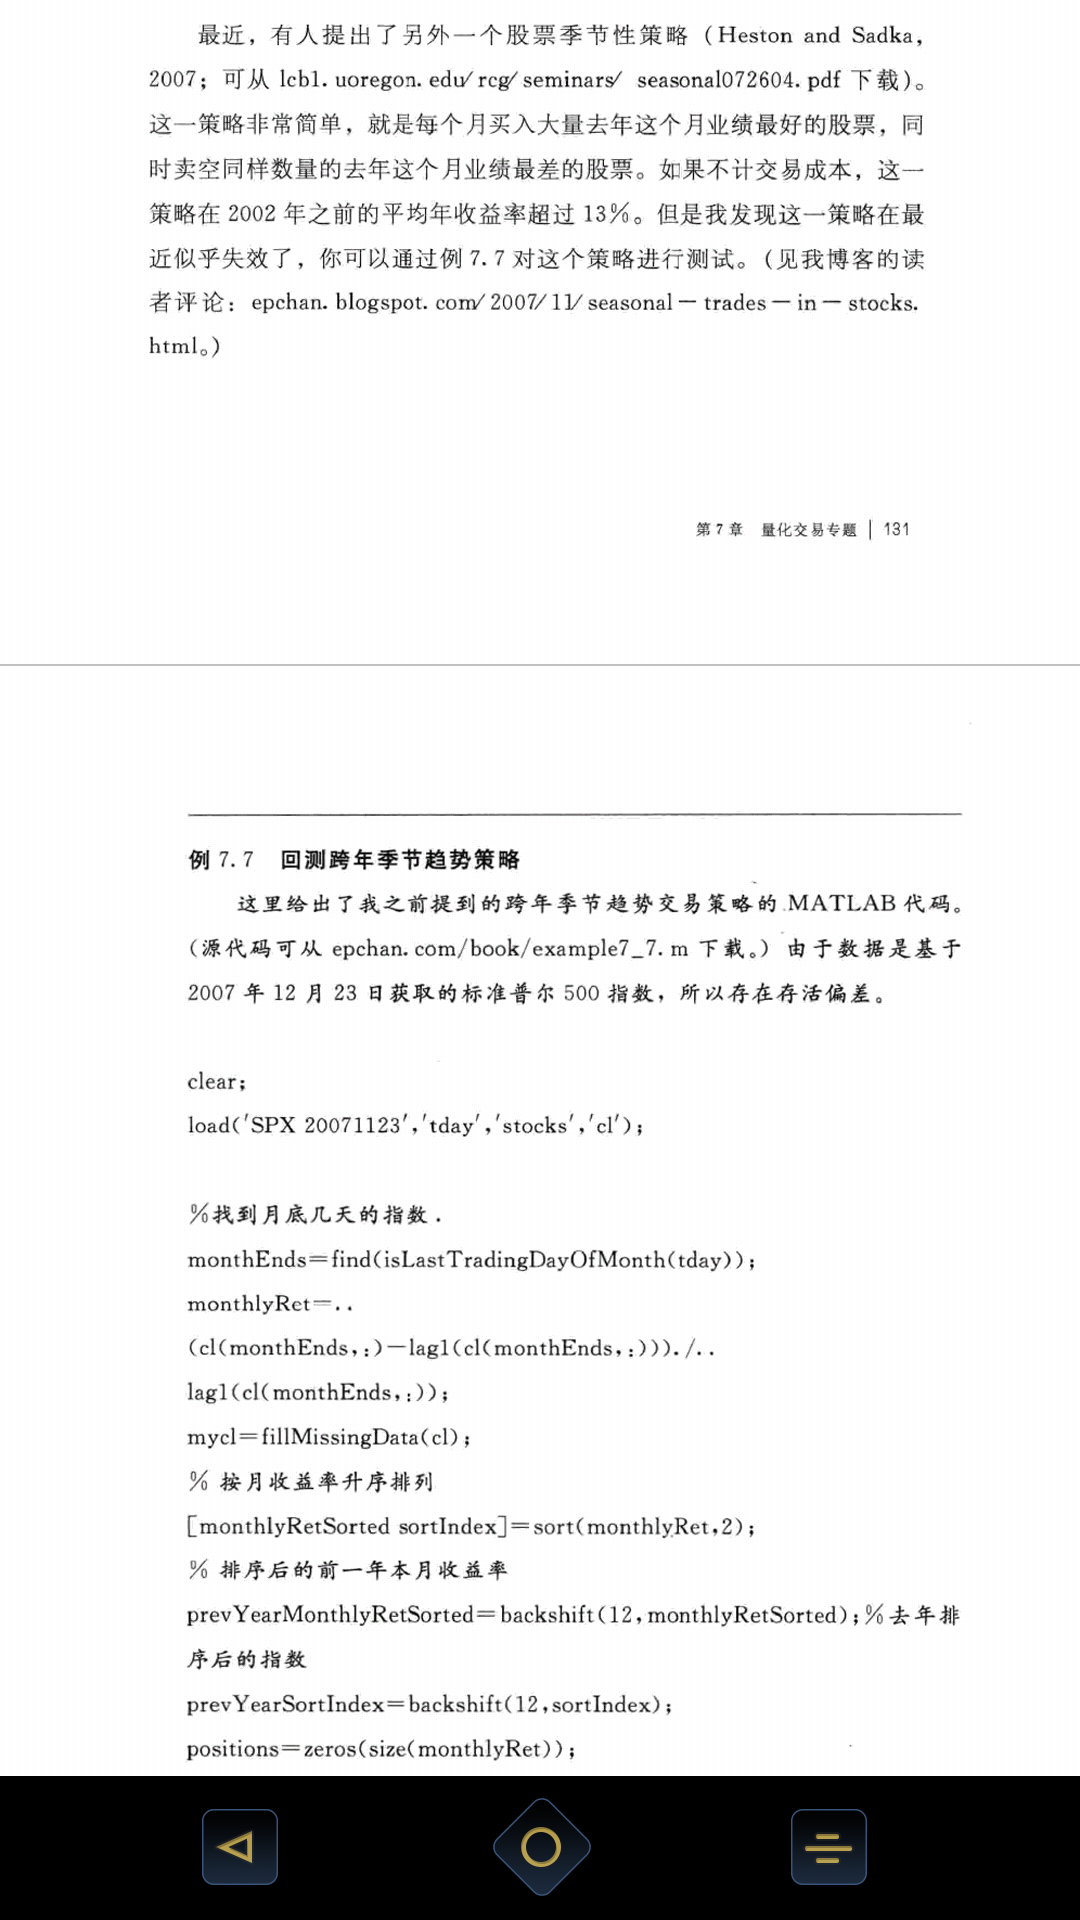 最近，有人提出了另外一个股票季节性策略（Heston and Sadka,
2007；可从 lcb1. uoregon. edu/ rcg/ seminars/ seasonal072604. pdf 下载）。
这一策略非常简单，就是每个月买入大量去年这个月业绩最好的股票，同
时卖空同样数量的去年这个月业绩最差的股票。如果不计交易成本，这一
策略在 2002 年之前的平均年收益率超过 13%。但是我发现这一策略在最
近似乎失效了，你可以通过例 7.7 对这个策略进行测试。（见我博客的读
者评论：epchan. blogspot. com/ 2007/ 11/ seasonal－trades－in－stocks.
html。）
第 7 章 量化交易专题 | 131
例 7.7 回测跨年季节趋势策略
这里给出了我之前提到的跨年季节趋势交易策略的 MATLAB 代码。
（源代码可从 epchan. com/book/example7_7. m 下载。）由于数据是基于
2007 年 12 月 23 日获取的标准普尔 500 指数，所以存在存活偏差。
clear;
load('SPX 20071123','tday','stocks','cl');
%找到月底几天的指数.
monthEnds=find(isLastTradingDayOfMonth(tday));
monthlyRet=..
(cl(monthEnds,:)-lag1(cl(monthEnds,:)))./..
lag1(cl(monthEnds,:));
mycl=fillMissingData(cl);
% 按月收益率升序排列
[monthlyRetSorted sortIndex]=sort(monthlyRet,2);
% 排序后的前一年本月收益率
prevYearMonthlyRetSorted=backshift(12,monthlyRetSorted);%去年排
序后的指数
prevYearSortIndex=backshift(12,sortIndex);
positions=zeros(size(monthlyRet));